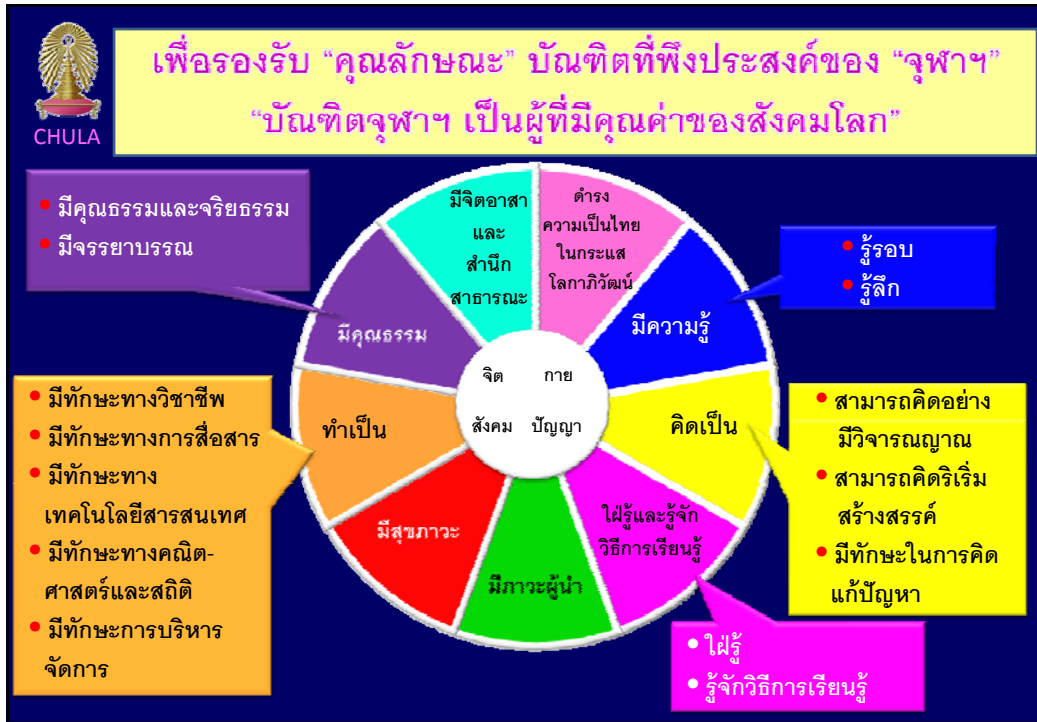 เพื่อรองรับ “คุณลักษณะ” บัณฑิตที่พึงประสงค์ของ “จุฬาฯ”
“บัณฑิตจุฬาฯ เป็นผู้ที่มีคุณค่าของสังคมโลก”
CHULA
• มีคุณธรรมและจริยธรรม
• มีจรรยาบรรณ
มีจิตอาสา
และ
สำนึก
สาธารณะ
ดำรง
ความเป็นไทย
ในกระแส
โลกาภิวัฒน์
• รู้รอบ
• รู้ลึก
มีคุณธรรม
มีความรู้
จิต กาย
สังคม ปัญญา
ทำเป็น
คิดเป็น
• มีทักษะทางวิชาชีพ
• มีทักษะทางการสื่อสาร
• มีทักษะทาง
เทคโนโลยีสารสนเทศ
• มีทักษะทางคณิต-
ศาสตร์และสถิติ
• มีทักษะการบริหาร
จัดการ
• สามารถคิดอย่าง
มีวิจารณญาณ
• สามารถคิดริเริ่ม
สร้างสรรค์
• มีทักษะในการคิด
แก้ปัญหา
มีสุขภาวะ
มีภาวะผู้นำ
ใฝ่รู้และรู้จัก
วิธีการเรียนรู้
• ใฝ่รู้
• รู้จักวิธีการเรียนรู้